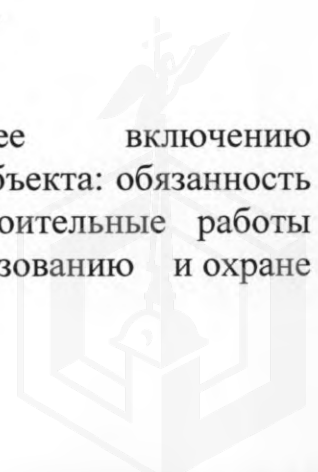 ее включению
бъекта: обязанность
оительные работы
зованию и охране